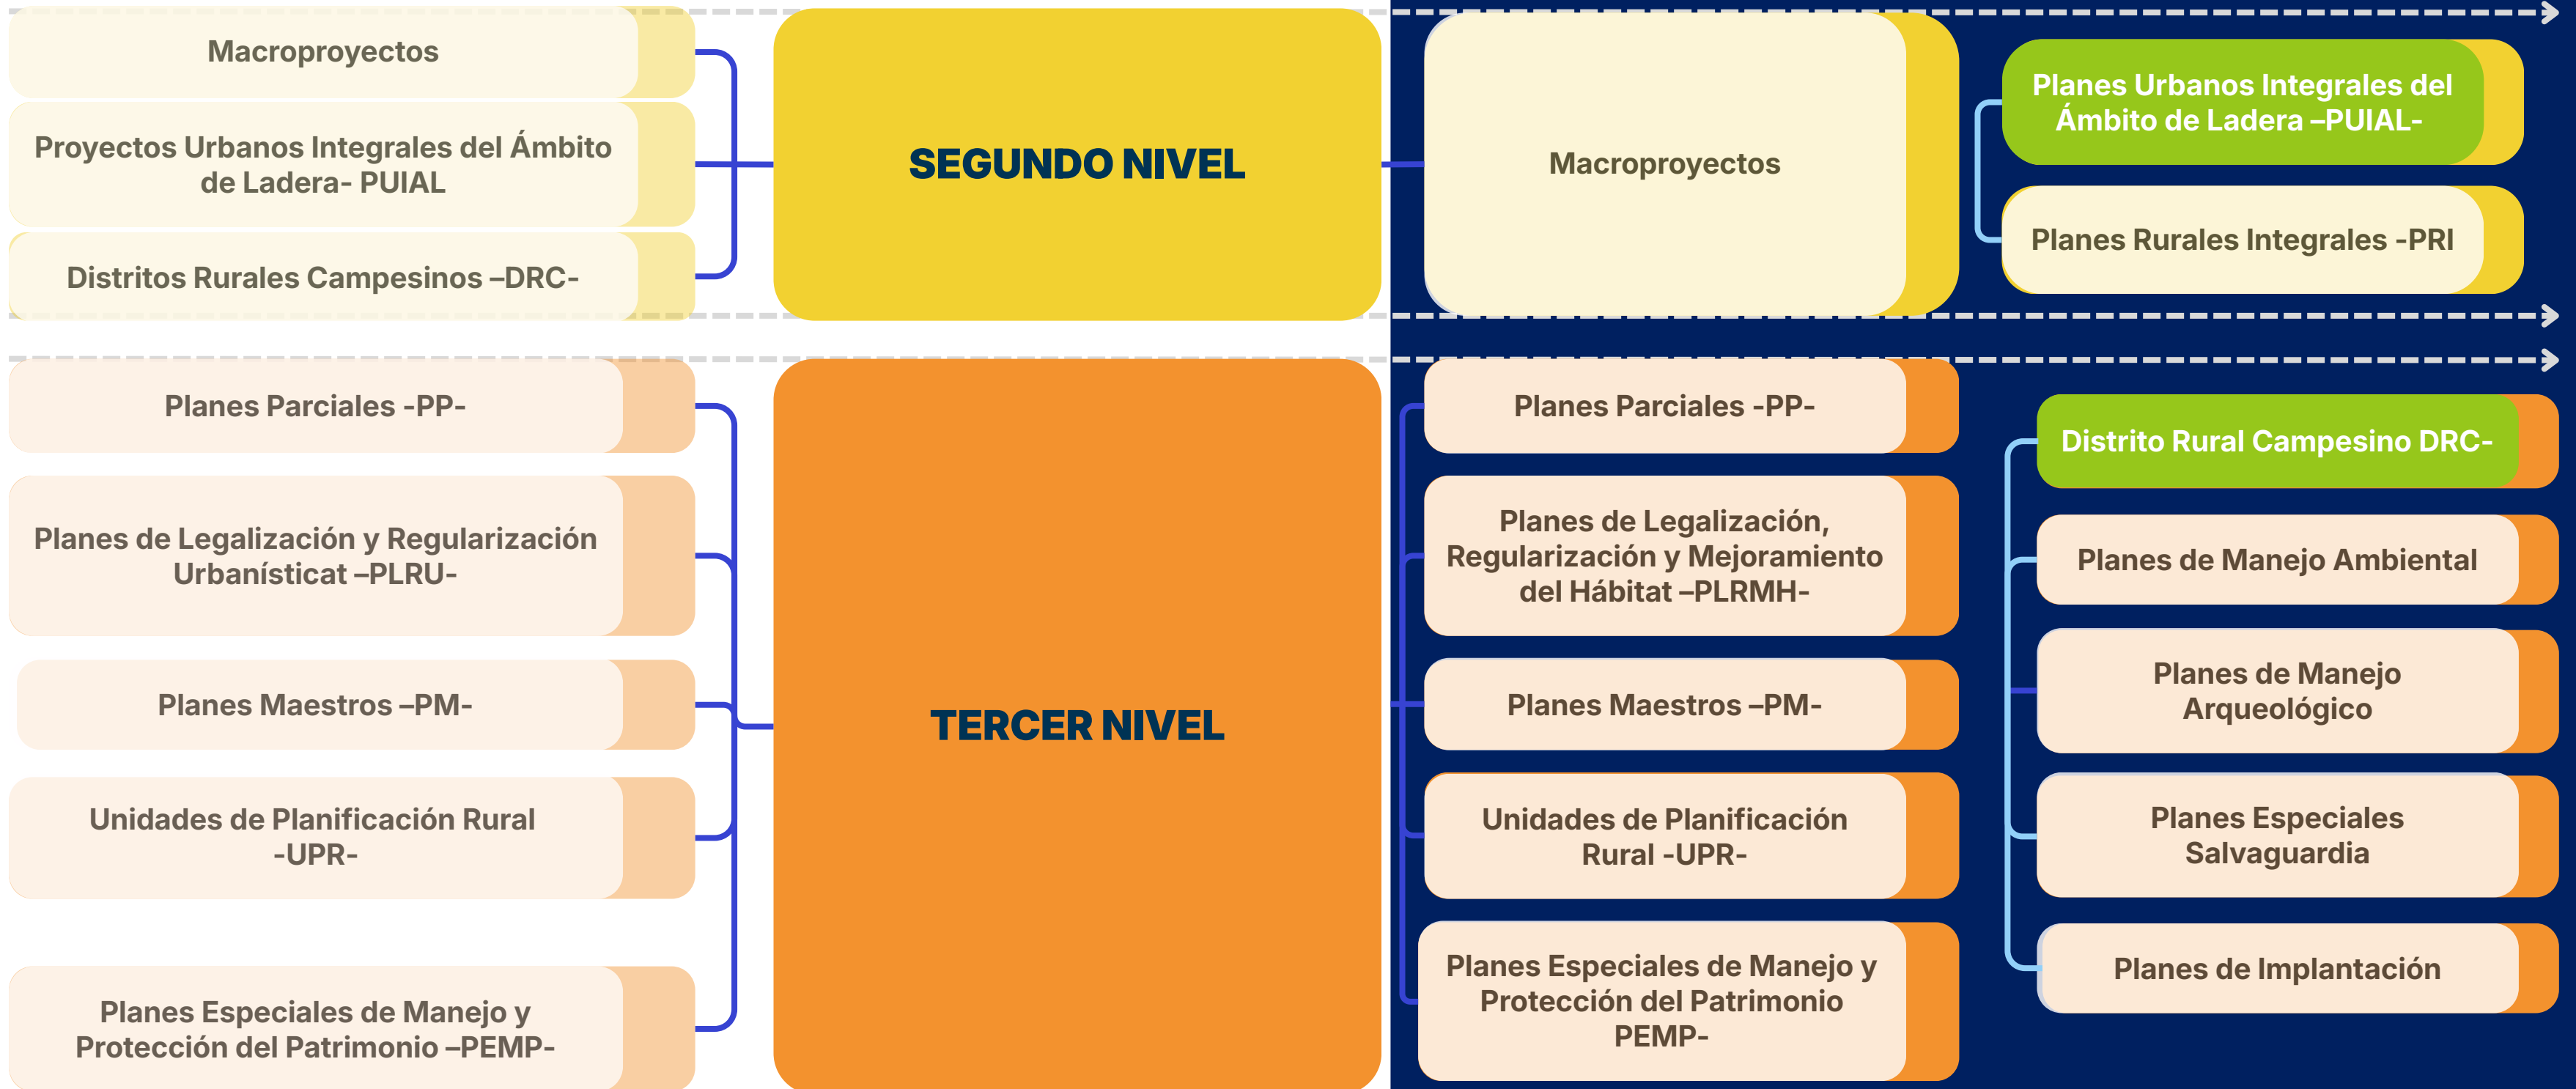 Macroproyectos
Proyectos Urbanos Integrales del Ámbito
de Ladera- PUIAL
Distritos Rurales Campesinos –DRC-
SEGUNDO NIVEL
Macroproyectos
Planes Urbanos Integrales del
Ámbito de Ladera –PUIAL-
Planes Rurales Integrales -PRI
Planes Parciales -PP-
Planes de Legalización y Regularización
Urbanísticat –PLRU-
Planes Maestros –PM-
Unidades de Planificación Rural
-UPR-
Planes Especiales de Manejo y
Protección del Patrimonio –PEMP-
TERCER NIVEL
Planes Parciales -PP-
Planes de Legalización,
Regularización y Mejoramiento
del Hábitat –PLRMH-
Planes Maestros –PM-
Unidades de Planificación
Rural -UPR-
Planes Especiales de Manejo y
Protección del Patrimonio
PEMP-
Distrito Rural Campesino DRC-
Planes de Manejo Ambiental
Planes de Manejo
Arqueológico
Planes Especiales
Salvaguardia
Planes de Implantación